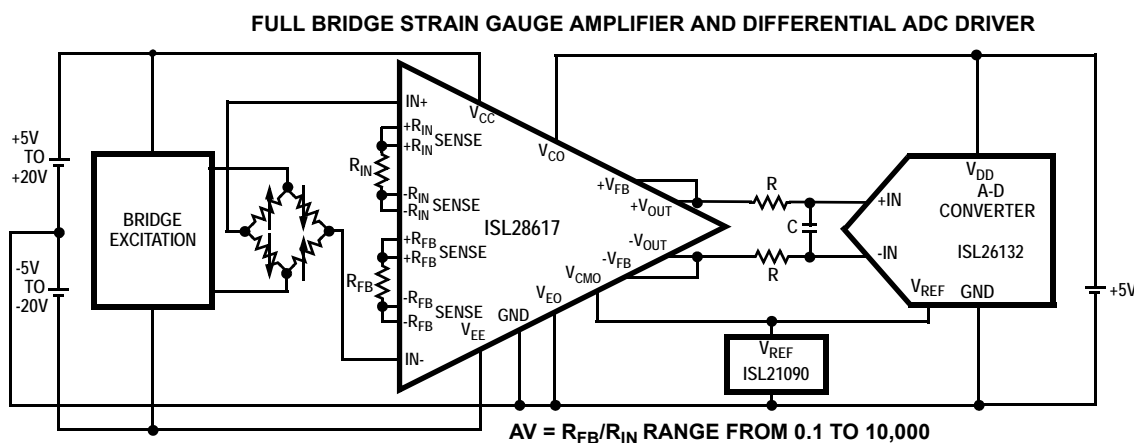 FULL BRIDGE STRAIN GAUGE AMPLIFIER AND DIFFERENTIAL ADC DRIVER
+5V
TO
+20V
-5V
TO
-20V
BRIDGE
EXCITATION
IN+
+RIN
+RIN SENSE
RIN
-RIN
-RIN SENSE
+RFB
+RFB SENSE
RFB
-RFB
-RFB SENSE
IN-
VCC
VCO
ISL28617
+VFB
+VOUT
-VOUT
-VFB
VCMO
VEO
GND
VEE
R
C
R
VDD
A-D
CONVERTER
+IN
-IN
ISL26132
VREF
GND
+5V
VREF
ISL21090
AV = RFB/RIN RANGE FROM 0.1 TO 10,000